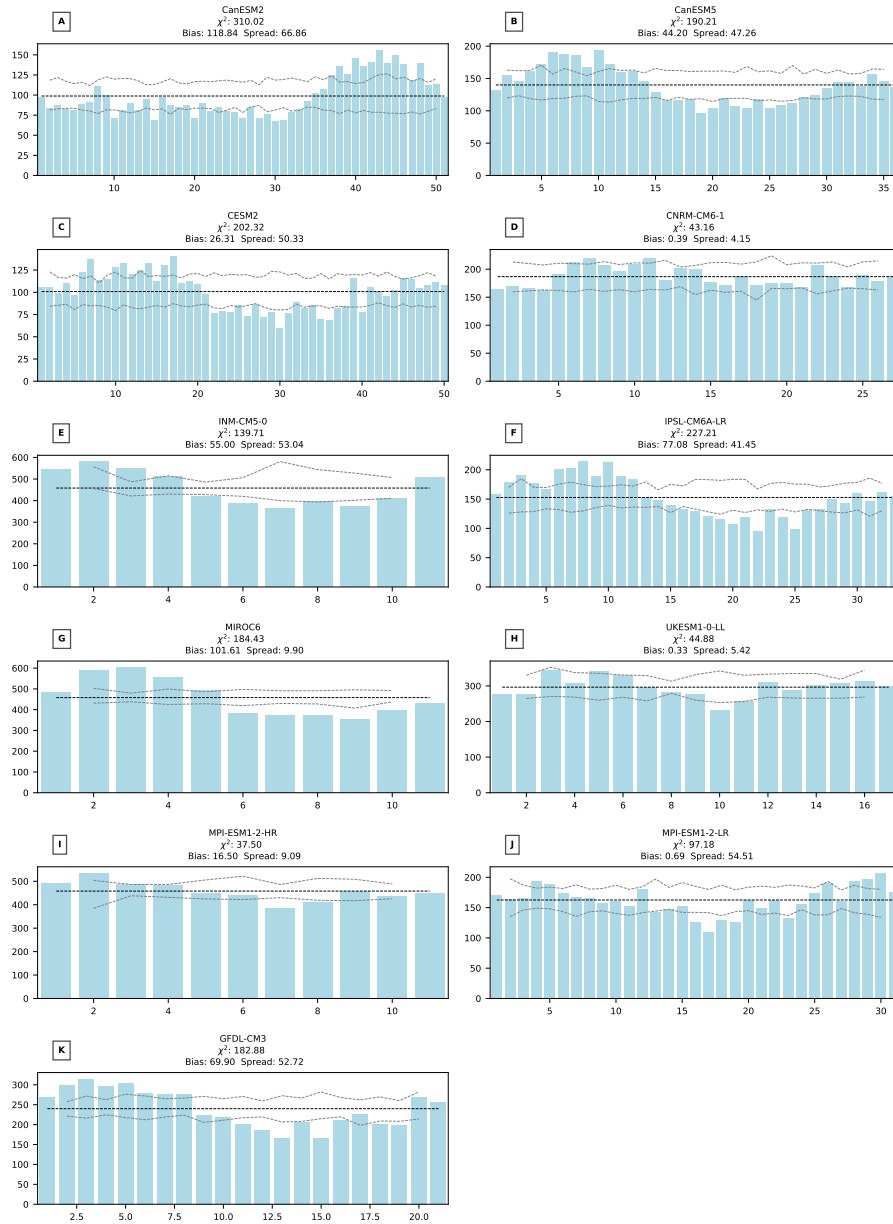 A
CanESM2
χ²: 310.02
Bias: 118.84 Spread: 66.86
150
125
100
75
50
25
0
10
20
30
40
50
B
CanESM5
χ²: 190.21
Bias: 44.20 Spread: 47.26
200
150
100
50
0
5
10
15
20
25
30
35
C
CESM2
χ²: 202.32
Bias: 26.31 Spread: 50.33
125
100
75
50
25
0
10
20
30
40
50
D
CNRM-CM6-1
χ²: 43.16
Bias: 0.39 Spread: 4.15
200
150
100
50
0
5
10
15
20
25
E
INM-CM5-0
χ²: 139.71
Bias: 55.00 Spread: 53.04
600
500
400
300
200
100
0
2
4
6
8
10
F
IPSL-CM6A-LR
χ²: 227.21
Bias: 77.08 Spread: 41.45
200
150
100
50
0
5
10
15
20
25
30
G
MIROC6
χ²: 184.43
Bias: 101.61 Spread: 9.90
600
500
400
300
200
100
0
2
4
6
8
10
H
UKESM1-0-LL
χ²: 44.88
Bias: 0.33 Spread: 5.42
300
200
100
0
2
4
6
8
10
12
14
16
I
MPI-ESM1-2-HR
χ²: 37.50
Bias: 16.50 Spread: 9.09
500
400
300
200
100
0
2
4
6
8
10
J
MPI-ESM1-2-LR
χ²: 97.18
Bias: 0.69 Spread: 54.51
200
150
100
50
0
5
10
15
20
25
30
K
GFDL-CM3
χ²: 182.88
Bias: 69.90 Spread: 52.72
300
250
200
150
100
50
0
2.5
5.0
7.5
10.0
12.5
15.0
17.5
20.0